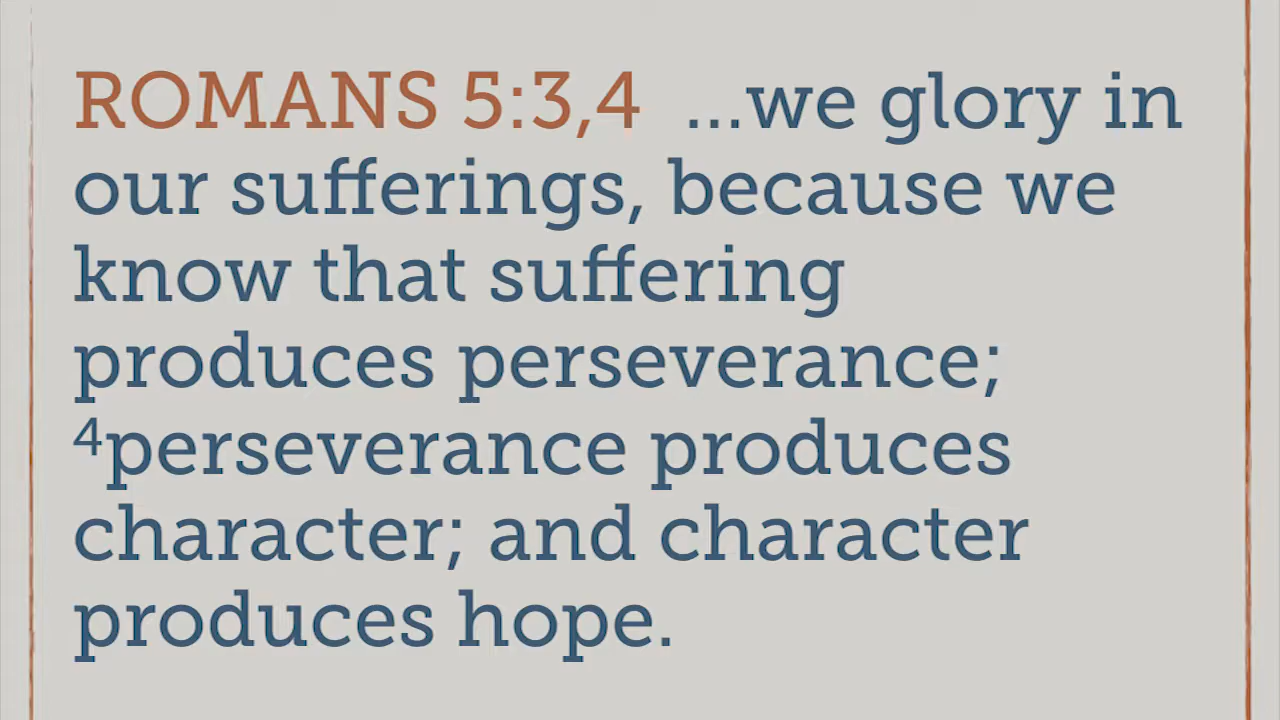 ROMANS 5:3,4 ...we glory in
our sufferings, because we
know that suffering
produces perseverance;
⁴perseverance produces
character; and character
produces hope.